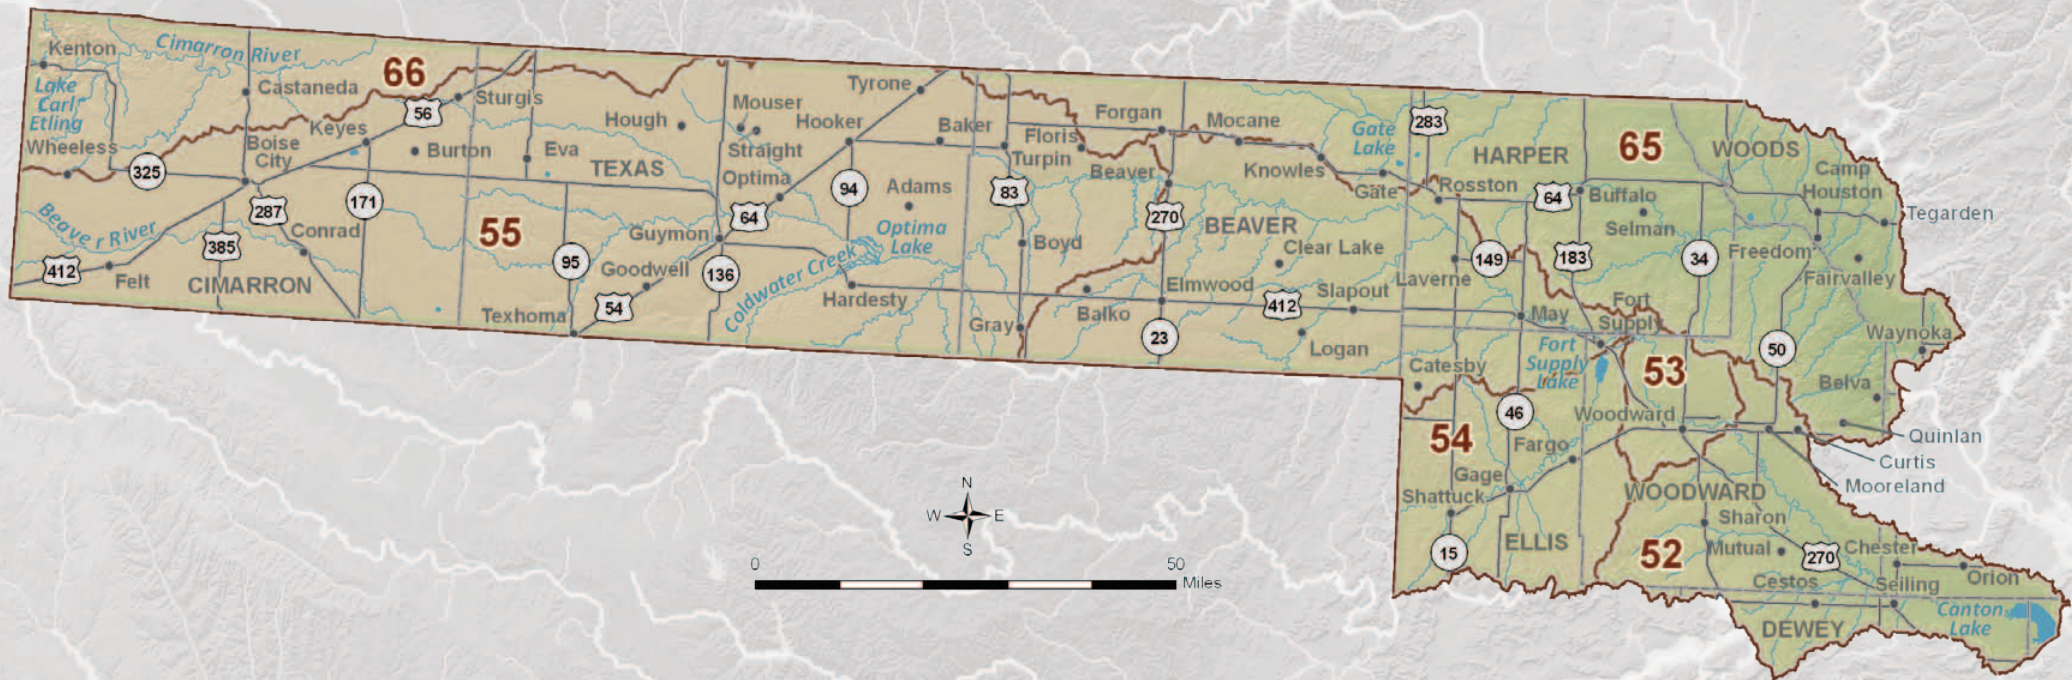 Kenton
Cimarron River
66
Castaneda
Lake
Carl
Etling
56
Sturgis
Tyrone
Mouser
Hough
Hooker
Straight
Baker
Forgan
Mocane
Floris
Turpin
Gate
Lake
283
HARPER
65
WOODS
Wheeless
325
Boise
City
Keyes
Burton
Eva
TEXAS
Optima
94
Adams
83
Beaver
Knowles
Gate
Rosston
64
Buffalo
Camp
Houston
Tegarden
Beaver River
287
171
385
Conrad
55
64
Guymon
Optima
Lake
Boyd
270
BEAVER
Clear Lake
Selman
Freedom
Fairvalley
412
Felt
CIMARRON
95
Goodwell
136
54
Texhoma
Coldwater Creek
Hardesty
Gray
Balko
Elmwood
23
412
Slapout
Logan
Laverne
149
183
34
May
Fort
Supply
Fort
Supply
Lake
53
50
Waynoka
Catesby
Belva
46
54
Woodward
Fargo
Quinlan
Curtis
Mooreland
Gage
Shattuck
WOODWARD
Sharon
15
ELLIS
52
Mutual
270
Chester
Cestos
Seiling
Orion
Canton
Lake
DEWEY
N
W
E
S
0
50
Miles